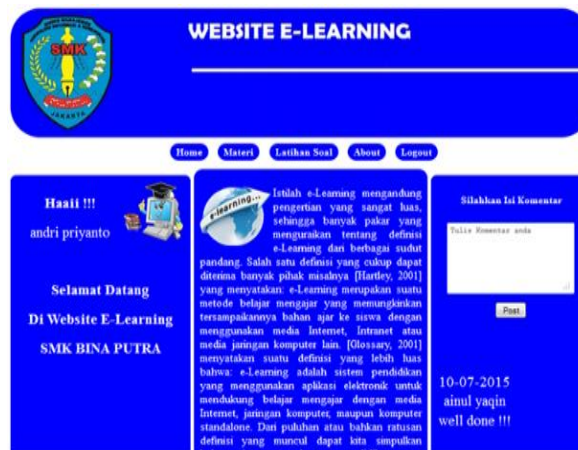 WEBSITE E-LEARNING
SMK
JAKARTA
Home Materi Latihan Soal About Logout
Haaii !!!
andri priyanto
Selamat Datang
Di Website E-Learning
SMK BINA PUTRA
e-learning...
Istilah e-Learning mengandung
pengertian yang sangat luas,
sehingga banyak pakar yang
menguraikan tentang definisi
e-Learning dari berbagai sudut
pandang. Salah satu definisi yang cukup dapat
diterima banyak pihak misalnya [Hartley, 2001]
yang menyatakan: e-Learning merupakan suatu
metode belajar mengajar yang memungkinkan
tersampaikannya bahan ajar ke siswa dengan
menggunakan media Internet, Intranet atau
media jaringan komputer lain. [Glossary, 2001]
menyatakan suatu definisi yang lebih luas
bahwa: e-Learning adalah sistem pendidikan
yang menggunakan aplikasi elektronik untuk
mendukung belajar mengajar dengan media
Internet, jaringan komputer, maupun komputer
standalone. Dari puluhan atau bahkan ratusan
definisi yang muncul dapat kita simpulkan
Silahkan Isi Komentar
Tulis Komentar anda
Post
10-07-2015
ainul yaqin
well done !!!